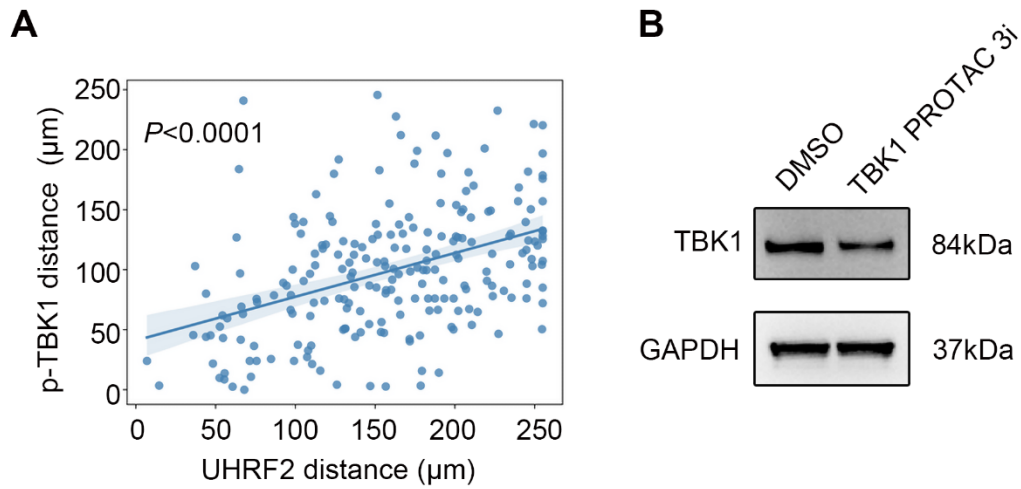 A
P<0.0001
p-TBK1 distance (μm)
250
200
150
100
50
0
0
50
100
150
200
250
UHRF2 distance (μm)
B
DMSO
TBK1 PROTAC 3i
TBK1
84kDa
GAPDH
37kDa